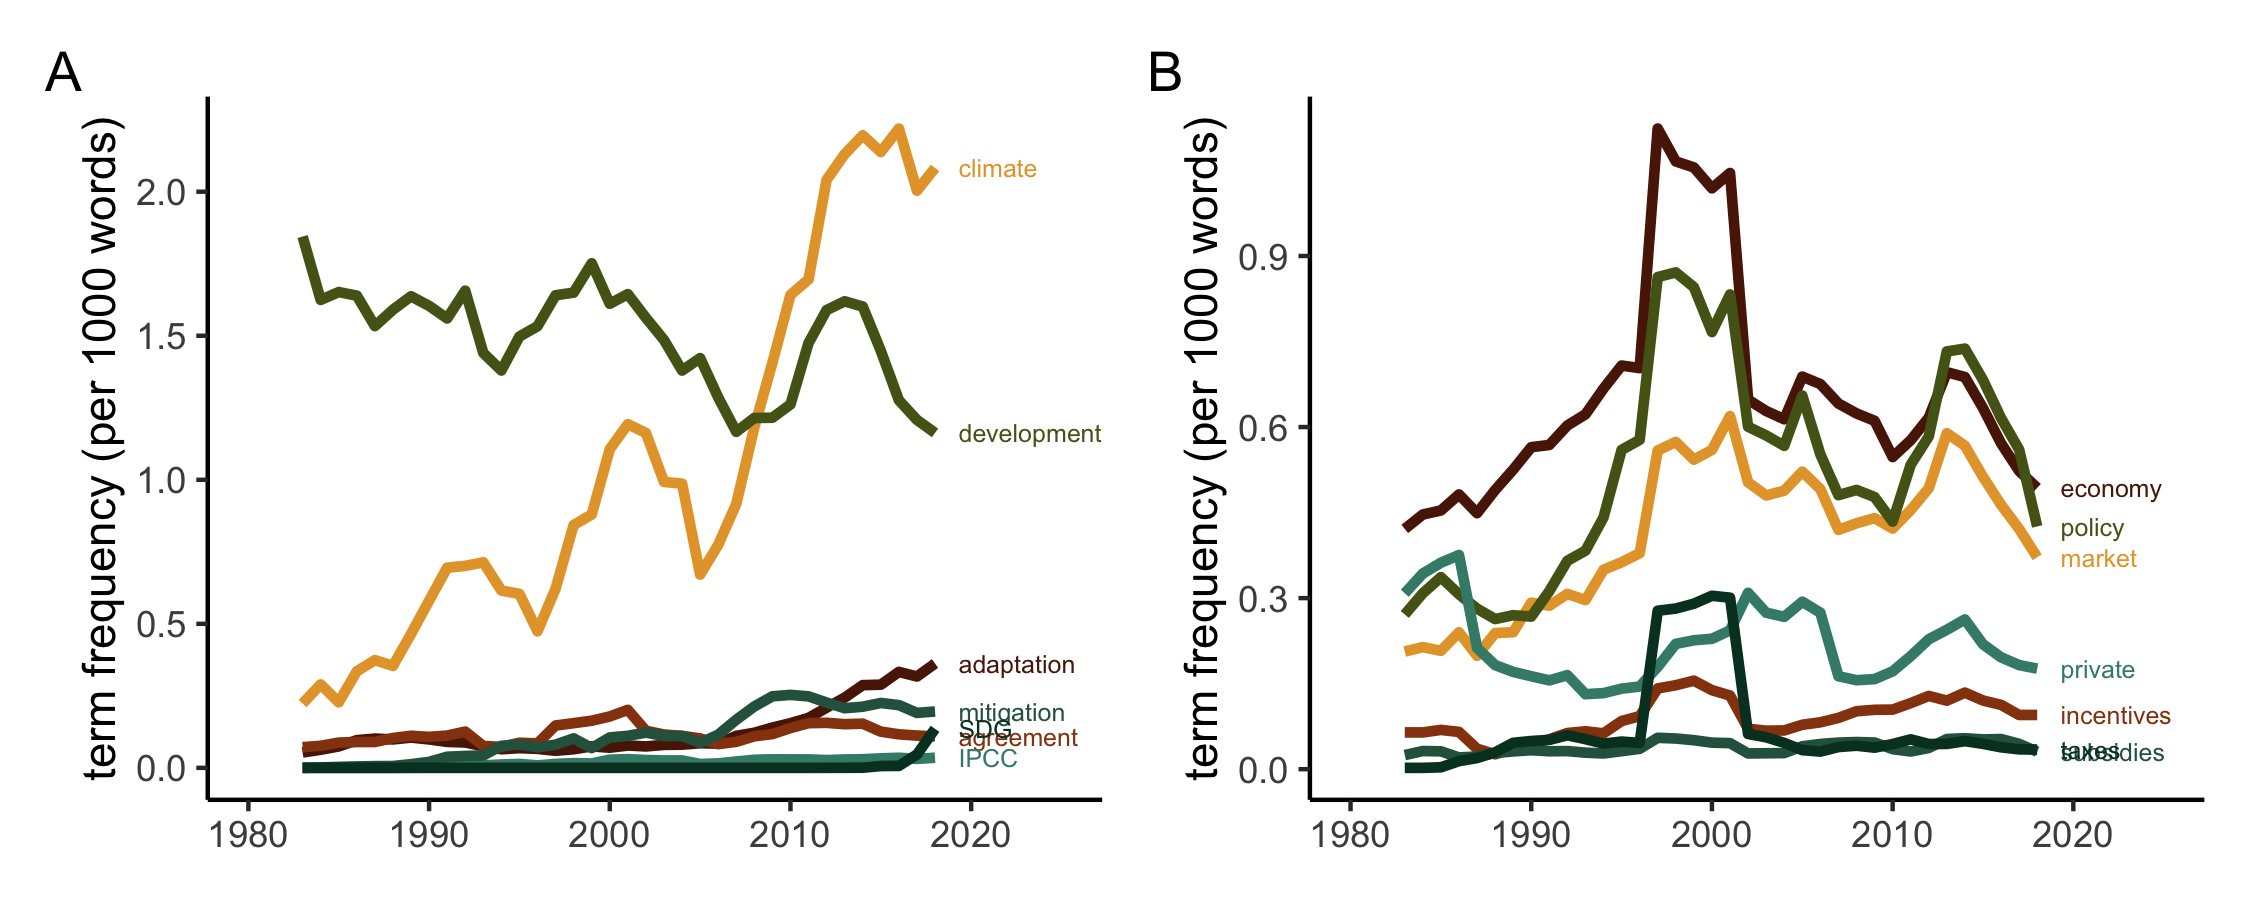 A
term frequency (per 1000 words)
2.0
1.5
1.0
0.5
0.0
1980 1990 2000 2010 2020
climate
development
adaptation
mitigation
SDG
agreement
IPCC
B
term frequency (per 1000 words)
0.9
0.6
0.3
0.0
1980 1990 2000 2010 2020
economy
policy
market
private
incentives
taxes
subsidies